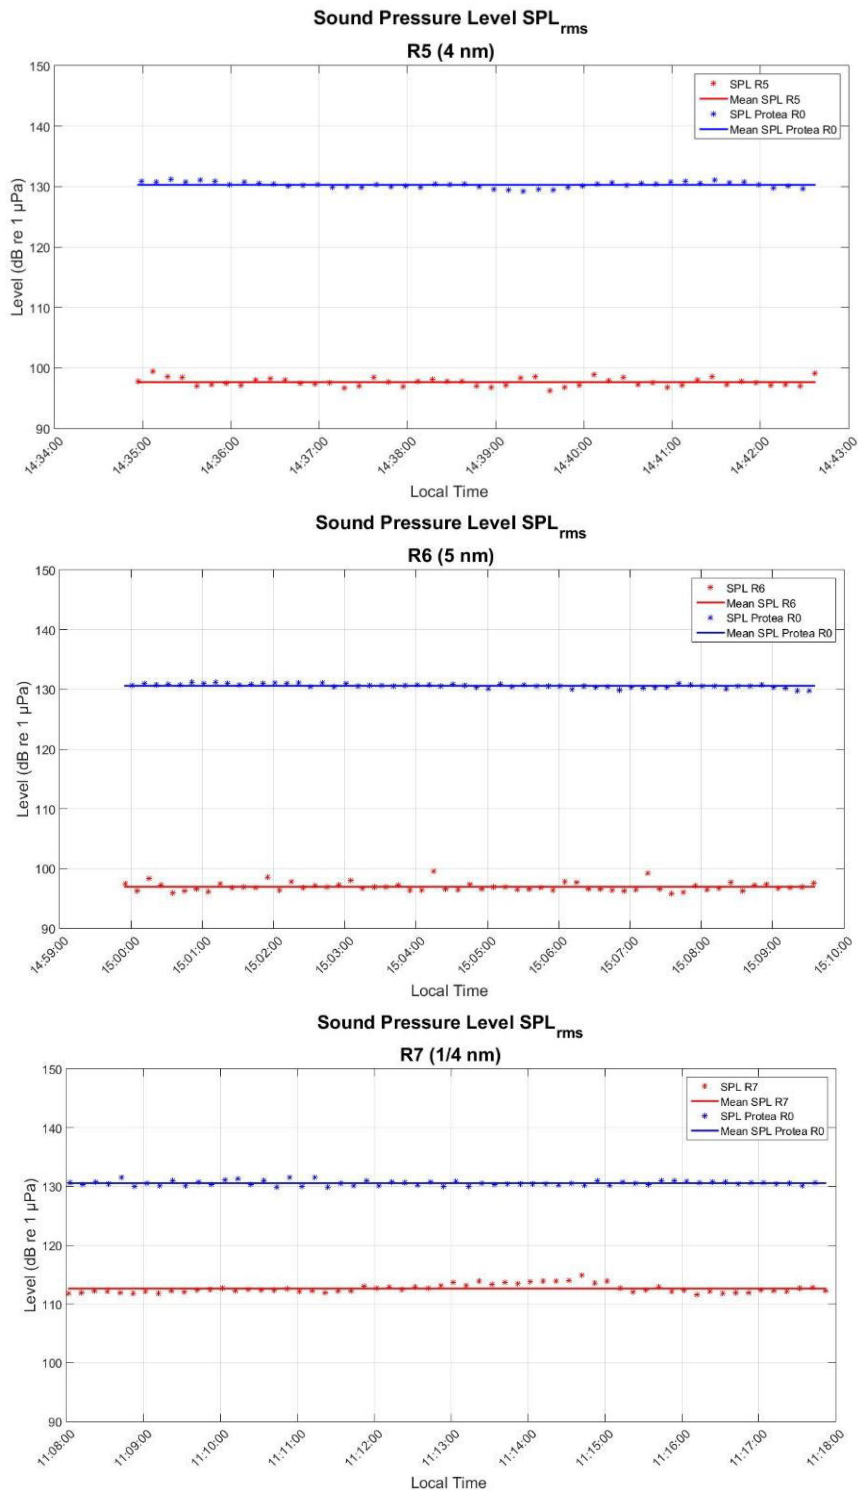 Sound Pressure Level SPLrms
R5 (4 nm)
150
140
130
120
110
100
90
Level (dB re 1 µPa)
SPL R5
Mean SPL R5
SPL Protea R0
Mean SPL Protea R0
14:34:00
14:35:00
14:36:00
14:37:00
14:38:00
14:39:00
14:40:00
14:41:00
14:42:00
14:43:00
Local Time
Sound Pressure Level SPLrms
R6 (5 nm)
150
140
130
120
110
100
90
Level (dB re 1 µPa)
SPL R6
Mean SPL R6
SPL Protea R0
Mean SPL Protea R0
14:59:00
15:00:00
15:01:00
15:02:00
15:03:00
15:04:00
15:05:00
15:06:00
15:07:00
15:08:00
15:09:00
15:10:00
Local Time
Sound Pressure Level SPLrms
R7 (1/4 nm)
150
140
130
120
110
100
90
Level (dB re 1 µPa)
SPL R7
Mean SPL R7
SPL Protea R0
Mean SPL Protea R0
11:08:00
11:09:00
11:10:00
11:11:00
11:12:00
11:13:00
11:14:00
11:15:00
11:16:00
11:17:00
11:18:00
Local Time